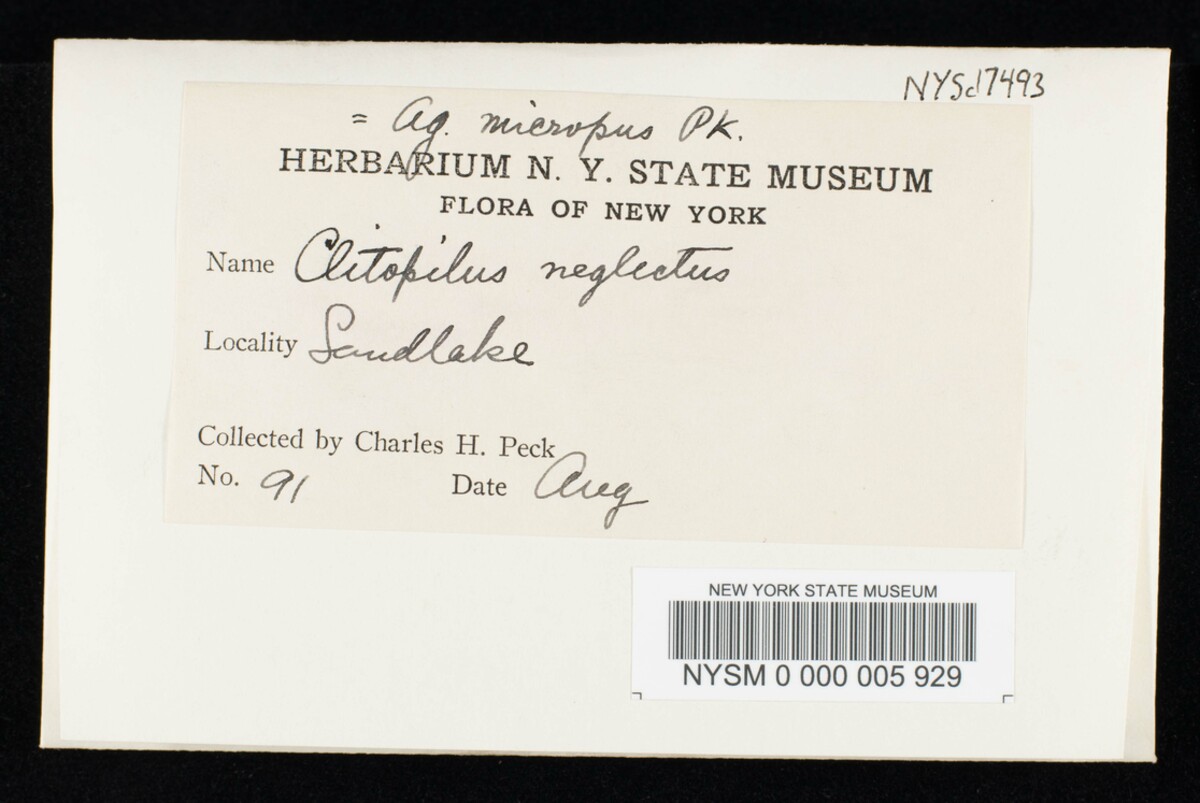 NYSd7493
= Ag. micropus Pk.
HERBARIUM N. Y. STATE MUSEUM
FLORA OF NEW YORK
Name Clitopilus neglectus
Locality Sandlake
Collected by Charles H. Peck
No. 91 Date Aug
NEW YORK STATE MUSEUM
NYSM 0 000 005 929